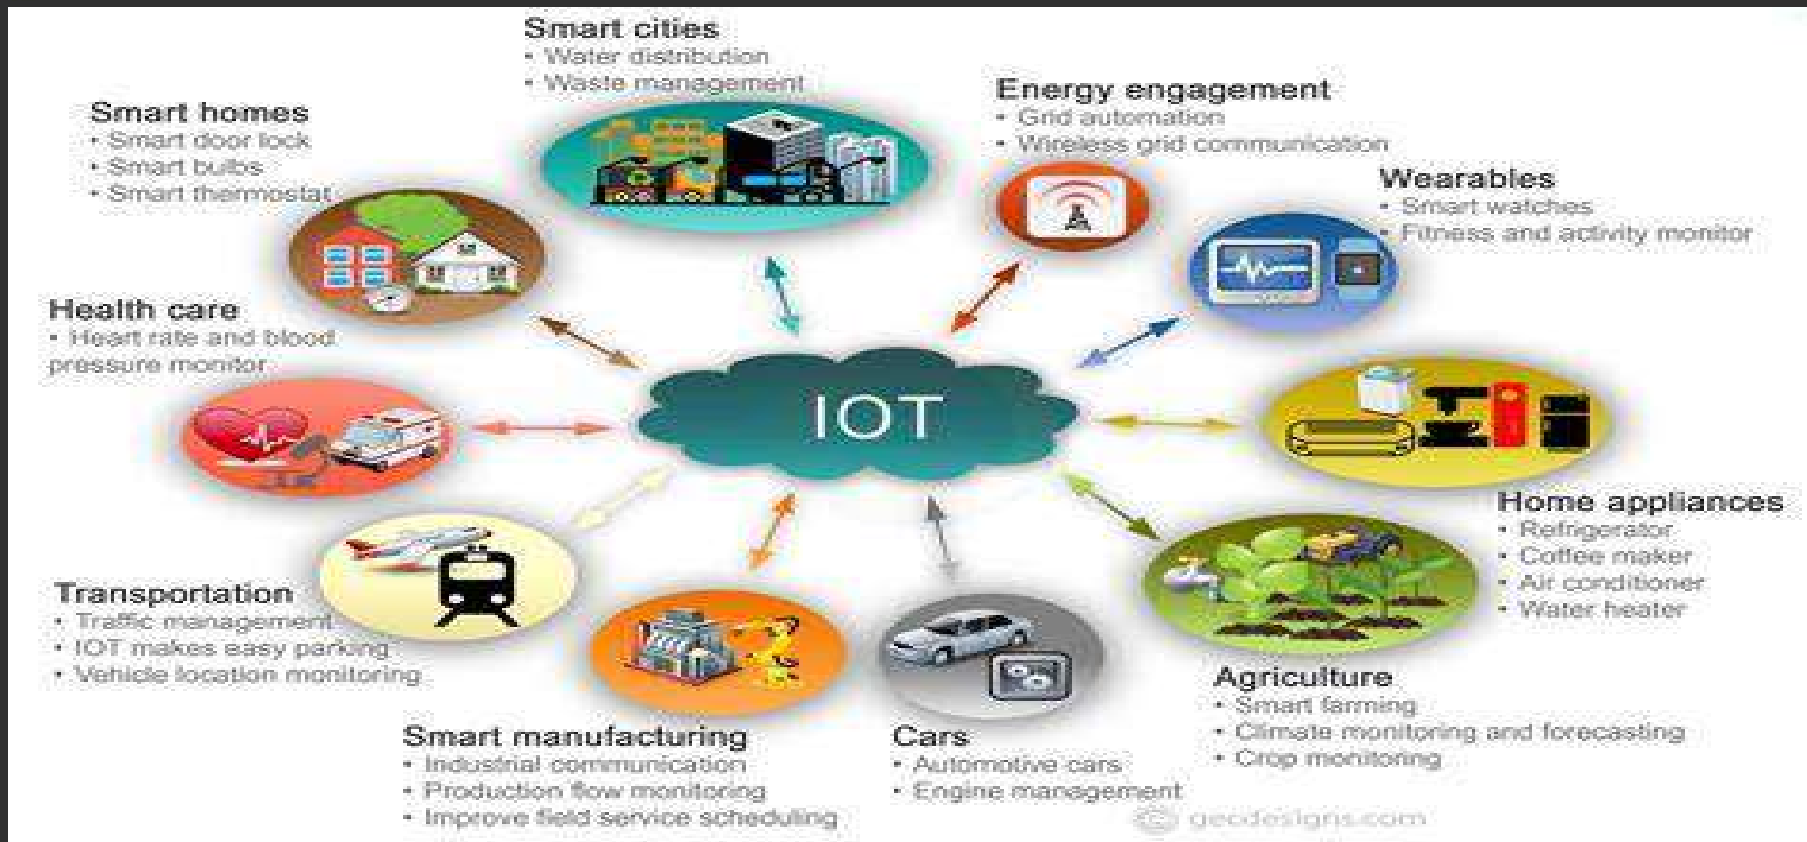 Smart cities
• Water distribution
• Waste management
Energy engagement
• Grid automation
• Wireless grid communication
Smart homes
• Smart door lock
• Smart bulbs
• Smart thermostat
Wearables
• Smart watches
• Fitness and activity monitor
Health care
• Heart rate and blood
pressure monitor
IOT
Home appliances
• Refrigerator
• Coffee maker
• Air conditioner
• Water heater
Transportation
• Traffic management
• IOT makes easy parking
• Vehicle location monitoring
Agriculture
• Smart farming
• Climate monitoring and forecasting
• Crop monitoring
Smart manufacturing
• Industrial communication
• Production flow monitoring
• Improve field service scheduling
Cars
• Automotive cars
• Engine management